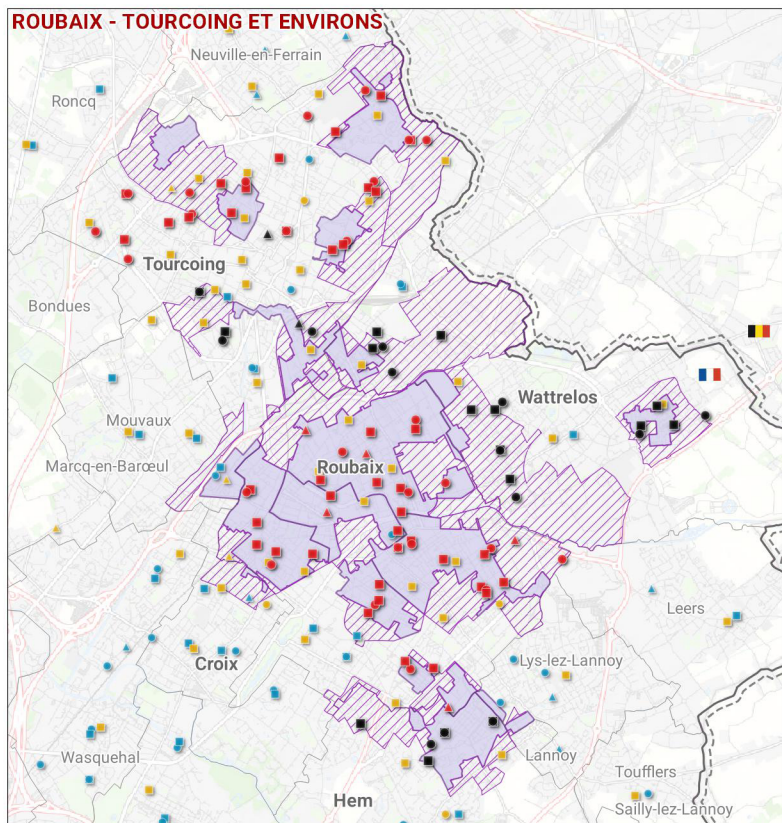 ROUBAIX - TOURCOING ET ENVIRONS
Neuville-en-Ferrain
Roncq
Tourcoing
Bondues
Wattrelos
Mouvaux
Marcq-en-Barœul
Roubaix
Leers
Croix
Lys-lez-Lannoy
Wasquehal
Lannoy
Toufflers
Hem
Sailly-lez-Lannoy